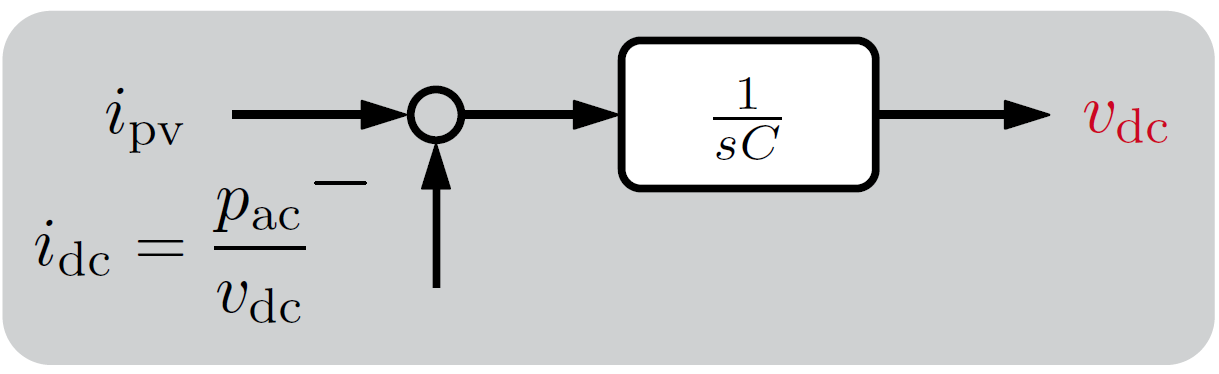 i_pv
1/sC
v_dc
−
i_dc = p_ac/v_dc